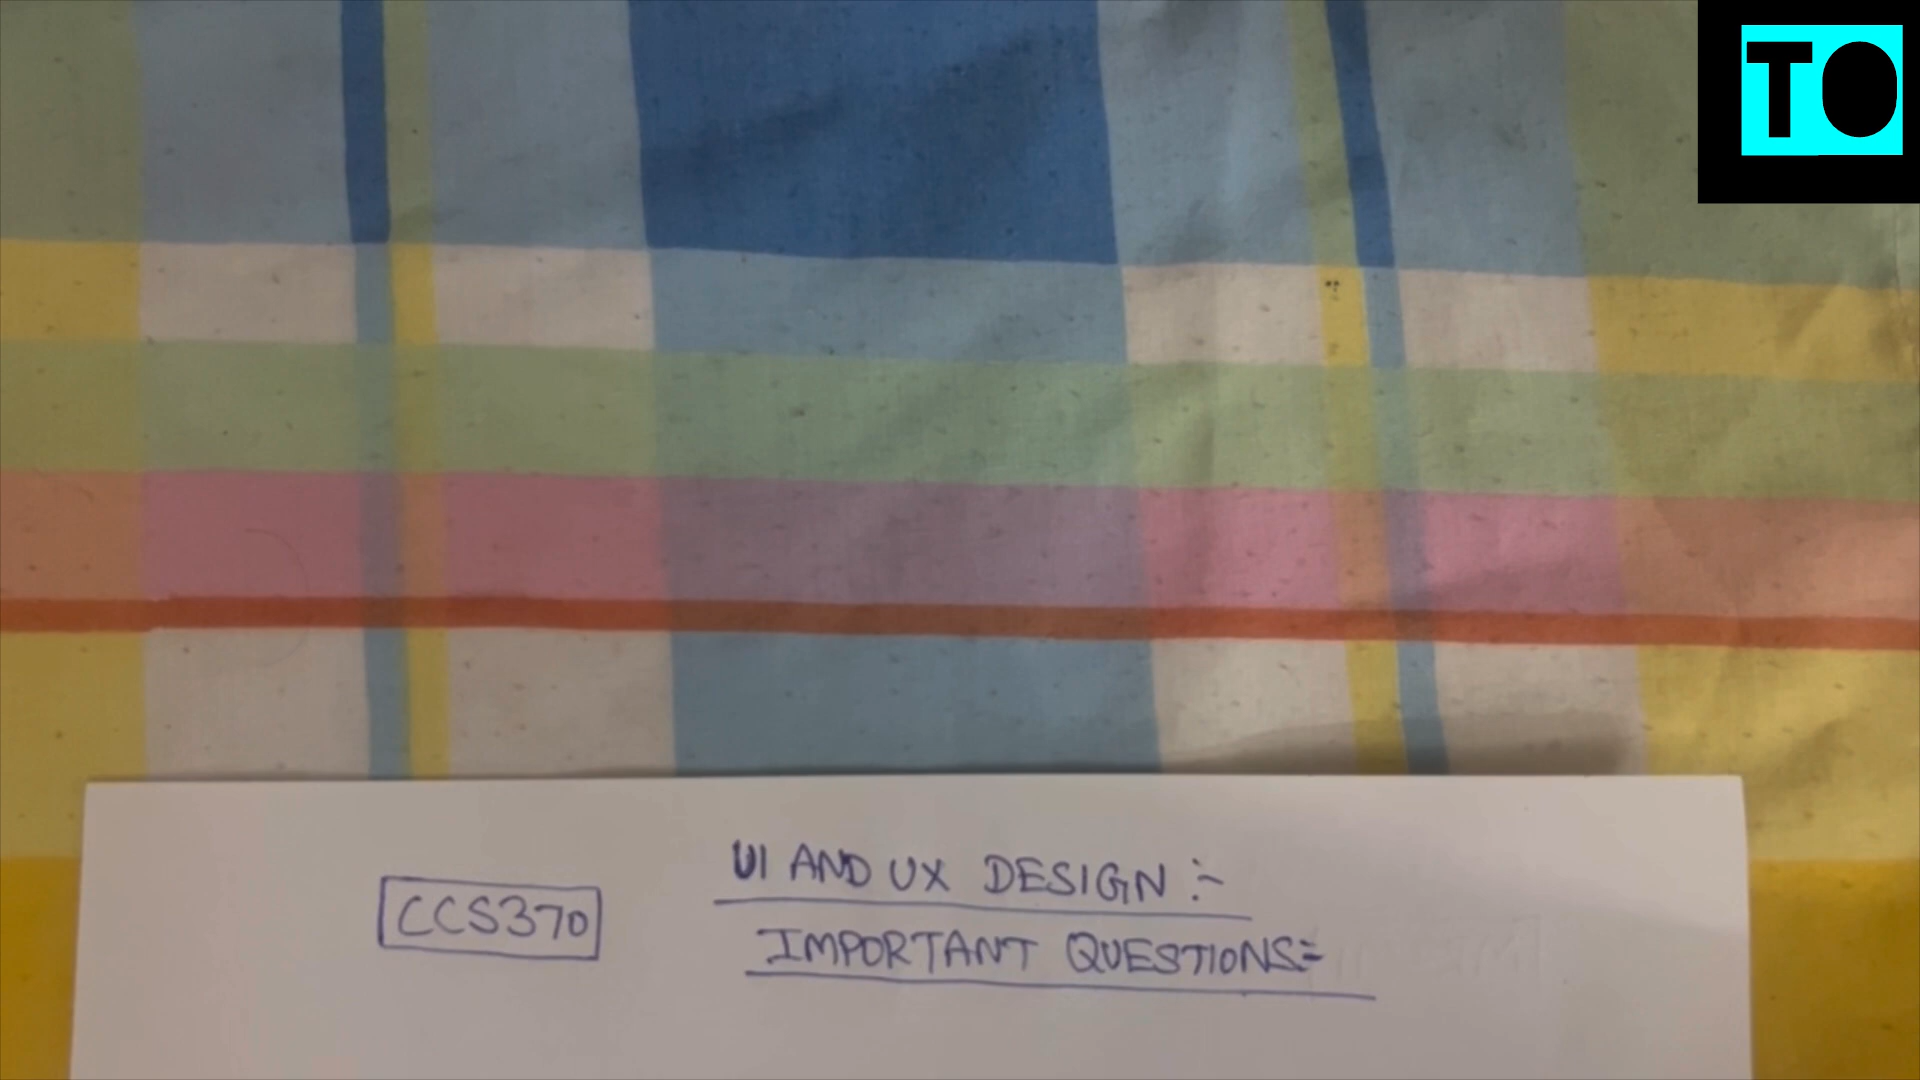 TO
UI AND UX DESIGN :-
CCS370
IMPORTANT QUESTIONS:-